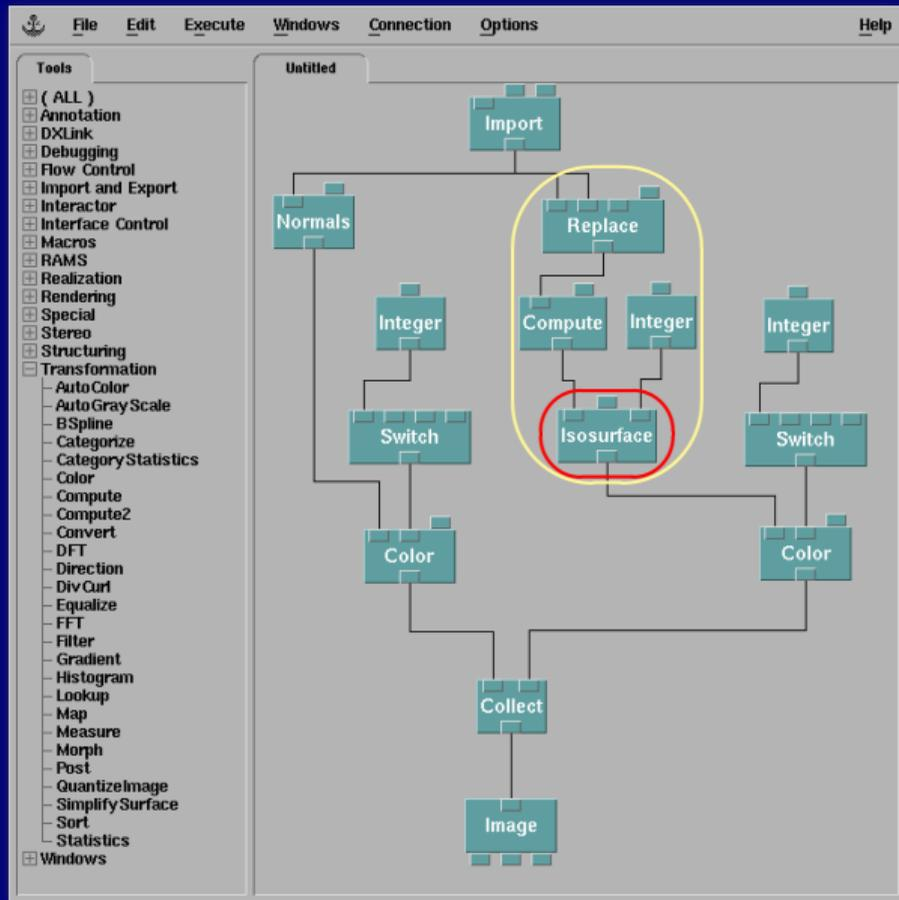 File Edit Execute Windows Connection Options Help
Tools
Untitled
( ALL )
Annotation
DXLink
Debugging
Flow Control
Import and Export
Interactor
Interface Control
Macros
RAMS
Realization
Rendering
Special
Stereo
Structuring
Transformation
AutoColor
AutoGrayScale
BSpline
Categorize
CategoryStatistics
Color
Compute
Compute2
Convert
DFT
Direction
DivCurl
Equalize
FFT
Filter
Gradient
Histogram
Lookup
Map
Measure
Morph
Post
QuantizeImage
SimplifySurface
Sort
Statistics
Windows
Import
Normals
Replace
Integer
Compute
Integer
Integer
Switch
Isosurface
Switch
Color
Color
Collect
Image